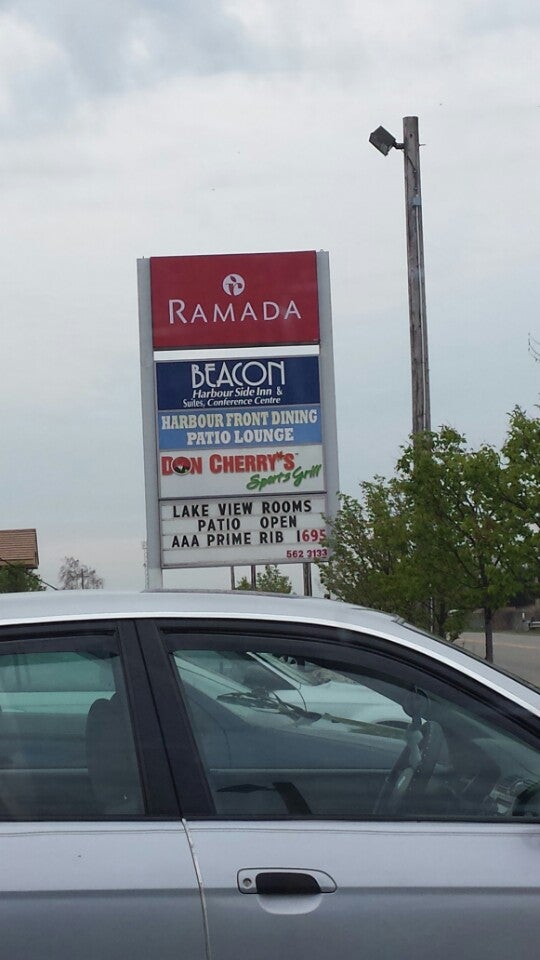 RAMADA
BEACON
Harbour Side Inn &
Suites, Conference Centre
HARBOUR FRONT DINING
PATIO LOUNGE
DON CHERRY'S
Sports Grill
LAKE VIEW ROOMS
PATIO OPEN
AAA PRIME RIB 1695
562 3133